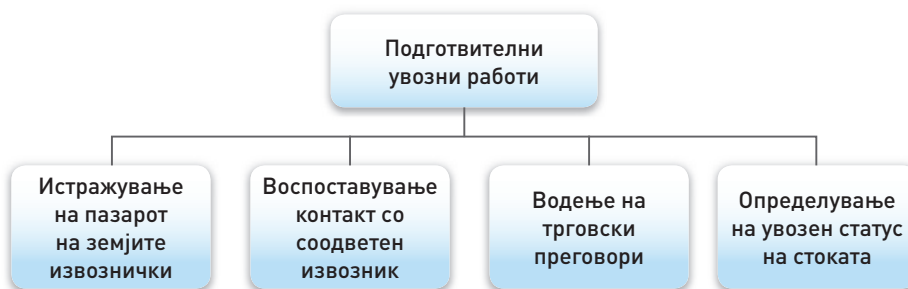 Подготвителни
увозни работи
Истражување
на пазарот
на земјите
извознички
Воспоставување
контакт со
соодветен
извозник
Водење на
трговски
преговори
Определување
на увозен статус
на стоката